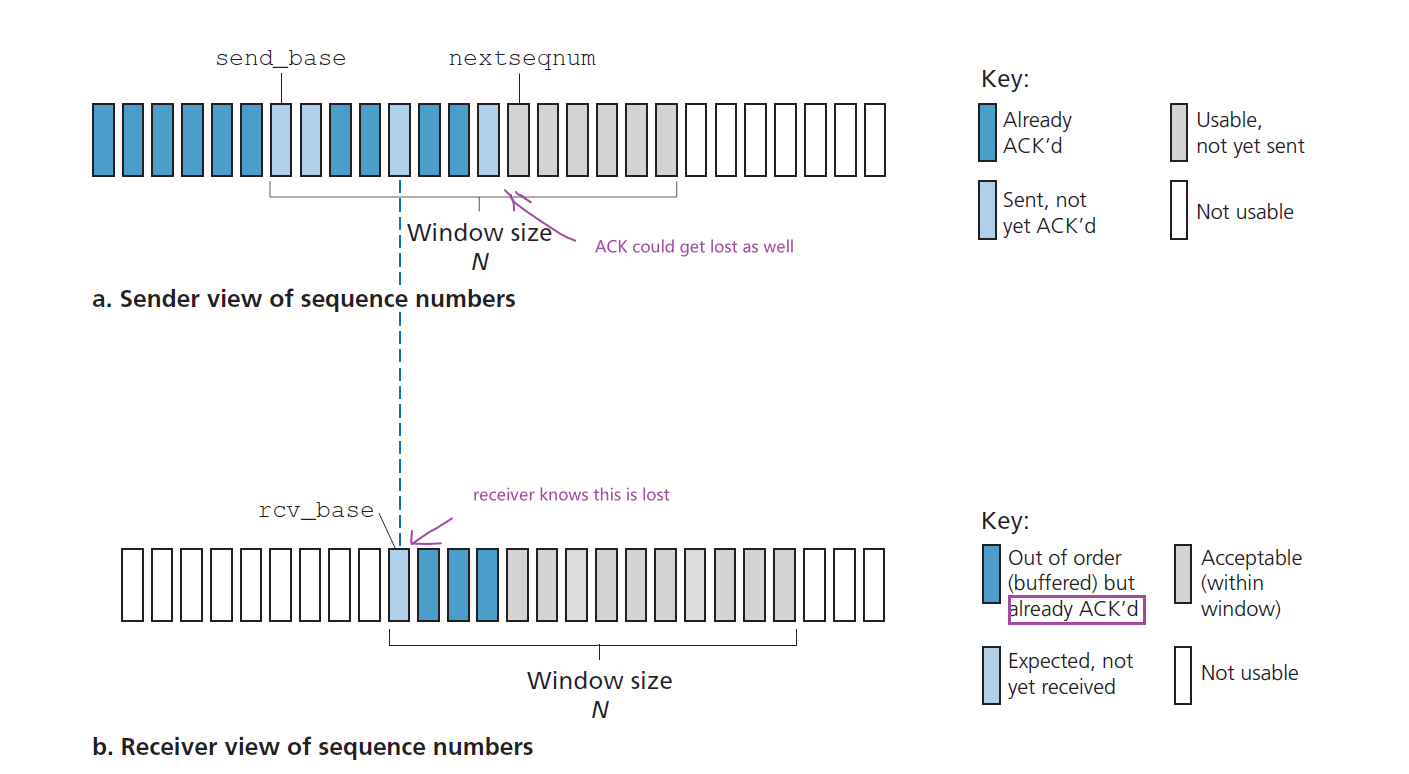 send_base
nextseqnum
Window size
N
ACK could get lost as well
a. Sender view of sequence numbers
Key:
Already
ACK’d
Usable,
not yet sent
Sent, not
yet ACK’d
Not usable
receiver knows this is lost
rcv_base
Window size
N
b. Receiver view of sequence numbers
Key:
Out of order
(buffered) but
already ACK’d
Acceptable
(within
window)
Expected, not
yet received
Not usable